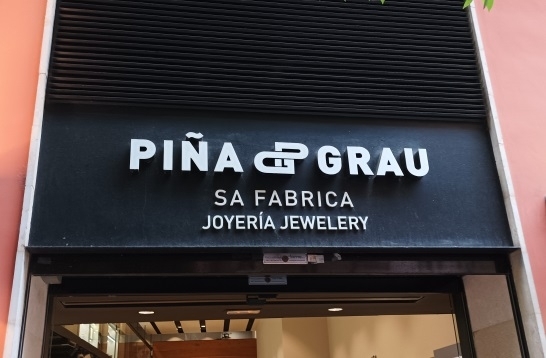 PIÑA GRAU
SA FABRICA
JOYERÍA JEWELERY